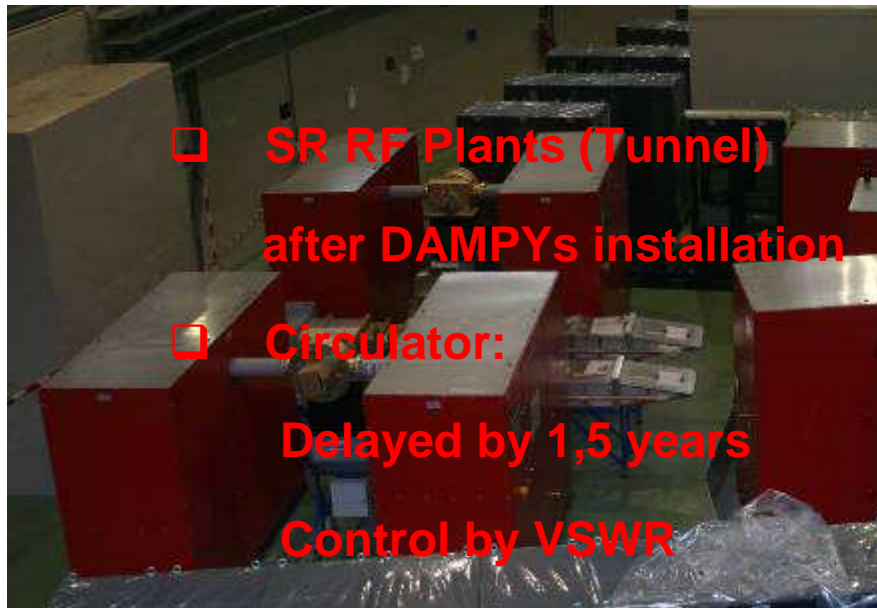 ❑ SR RF Plants (Tunnel)
after DAMPYs installation
❑ Circulator:
Delayed by 1,5 years
Control by VSWR